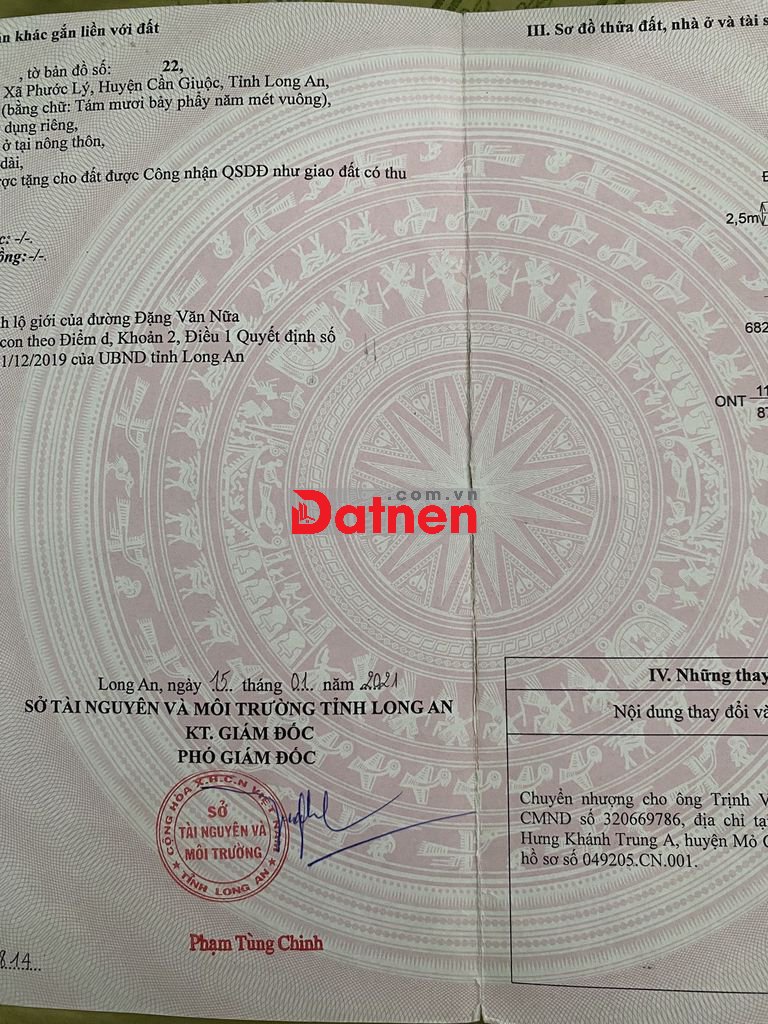 n khác gắn liền với đất
, tờ bản đồ số: 22,
Xã Phước Lý, Huyện Cần Giuộc, Tỉnh Long An,
(bằng chữ: Tám mươi bảy phẩy năm mét vuông),
dụng riêng,
ở tại nông thôn,
dài,
ợc tặng cho đất được Công nhận QSDĐ như giao đất có thu
c: -/-.
ồng: -/-.
h lộ giới của đường Đặng Văn Nữa
con theo Điểm d, Khoản 2, Điều 1 Quyết định số
1/12/2019 của UBND tỉnh Long An
Long An, ngày 15 tháng 01 năm 2021
SỞ TÀI NGUYÊN VÀ MÔI TRƯỜNG TỈNH LONG AN
KT. GIÁM ĐỐC
PHÓ GIÁM ĐỐC
CỘNG HÒA X.H.C.N VIỆT NAM
SỞ
TÀI NGUYÊN VÀ
MÔI TRƯỜNG
★ TỈNH LONG AN ★
Phạm Tùng Chinh
814
III. Sơ đồ thửa đất, nhà ở và tài s
2,5m
682
ONT 11
87
.com.vn
Datnen
IV. Những thay
Nội dung thay đổi và
Chuyển nhượng cho ông Trịnh V
CMND số 320669786, địa chỉ tạ
Hưng Khánh Trung A, huyện Mỏ C
hồ sơ số 049205.CN.001.